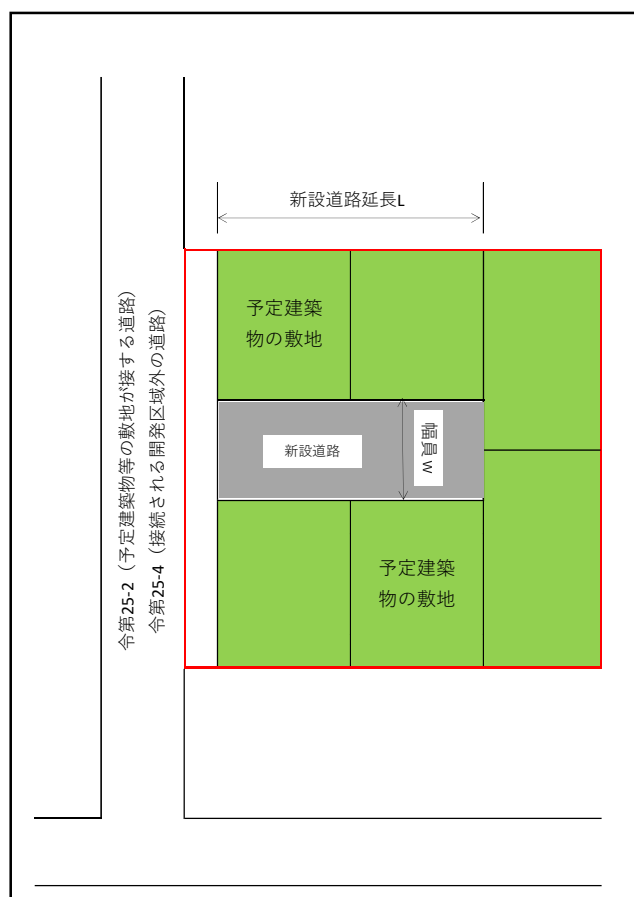 新設道路延長L
予定建築
物の敷地
新設道路
幅員 w
予定建築
物の敷地
令第25-2（予定建築物等の敷地が接する道路）
令第25-4（接続される開発区域外の道路）